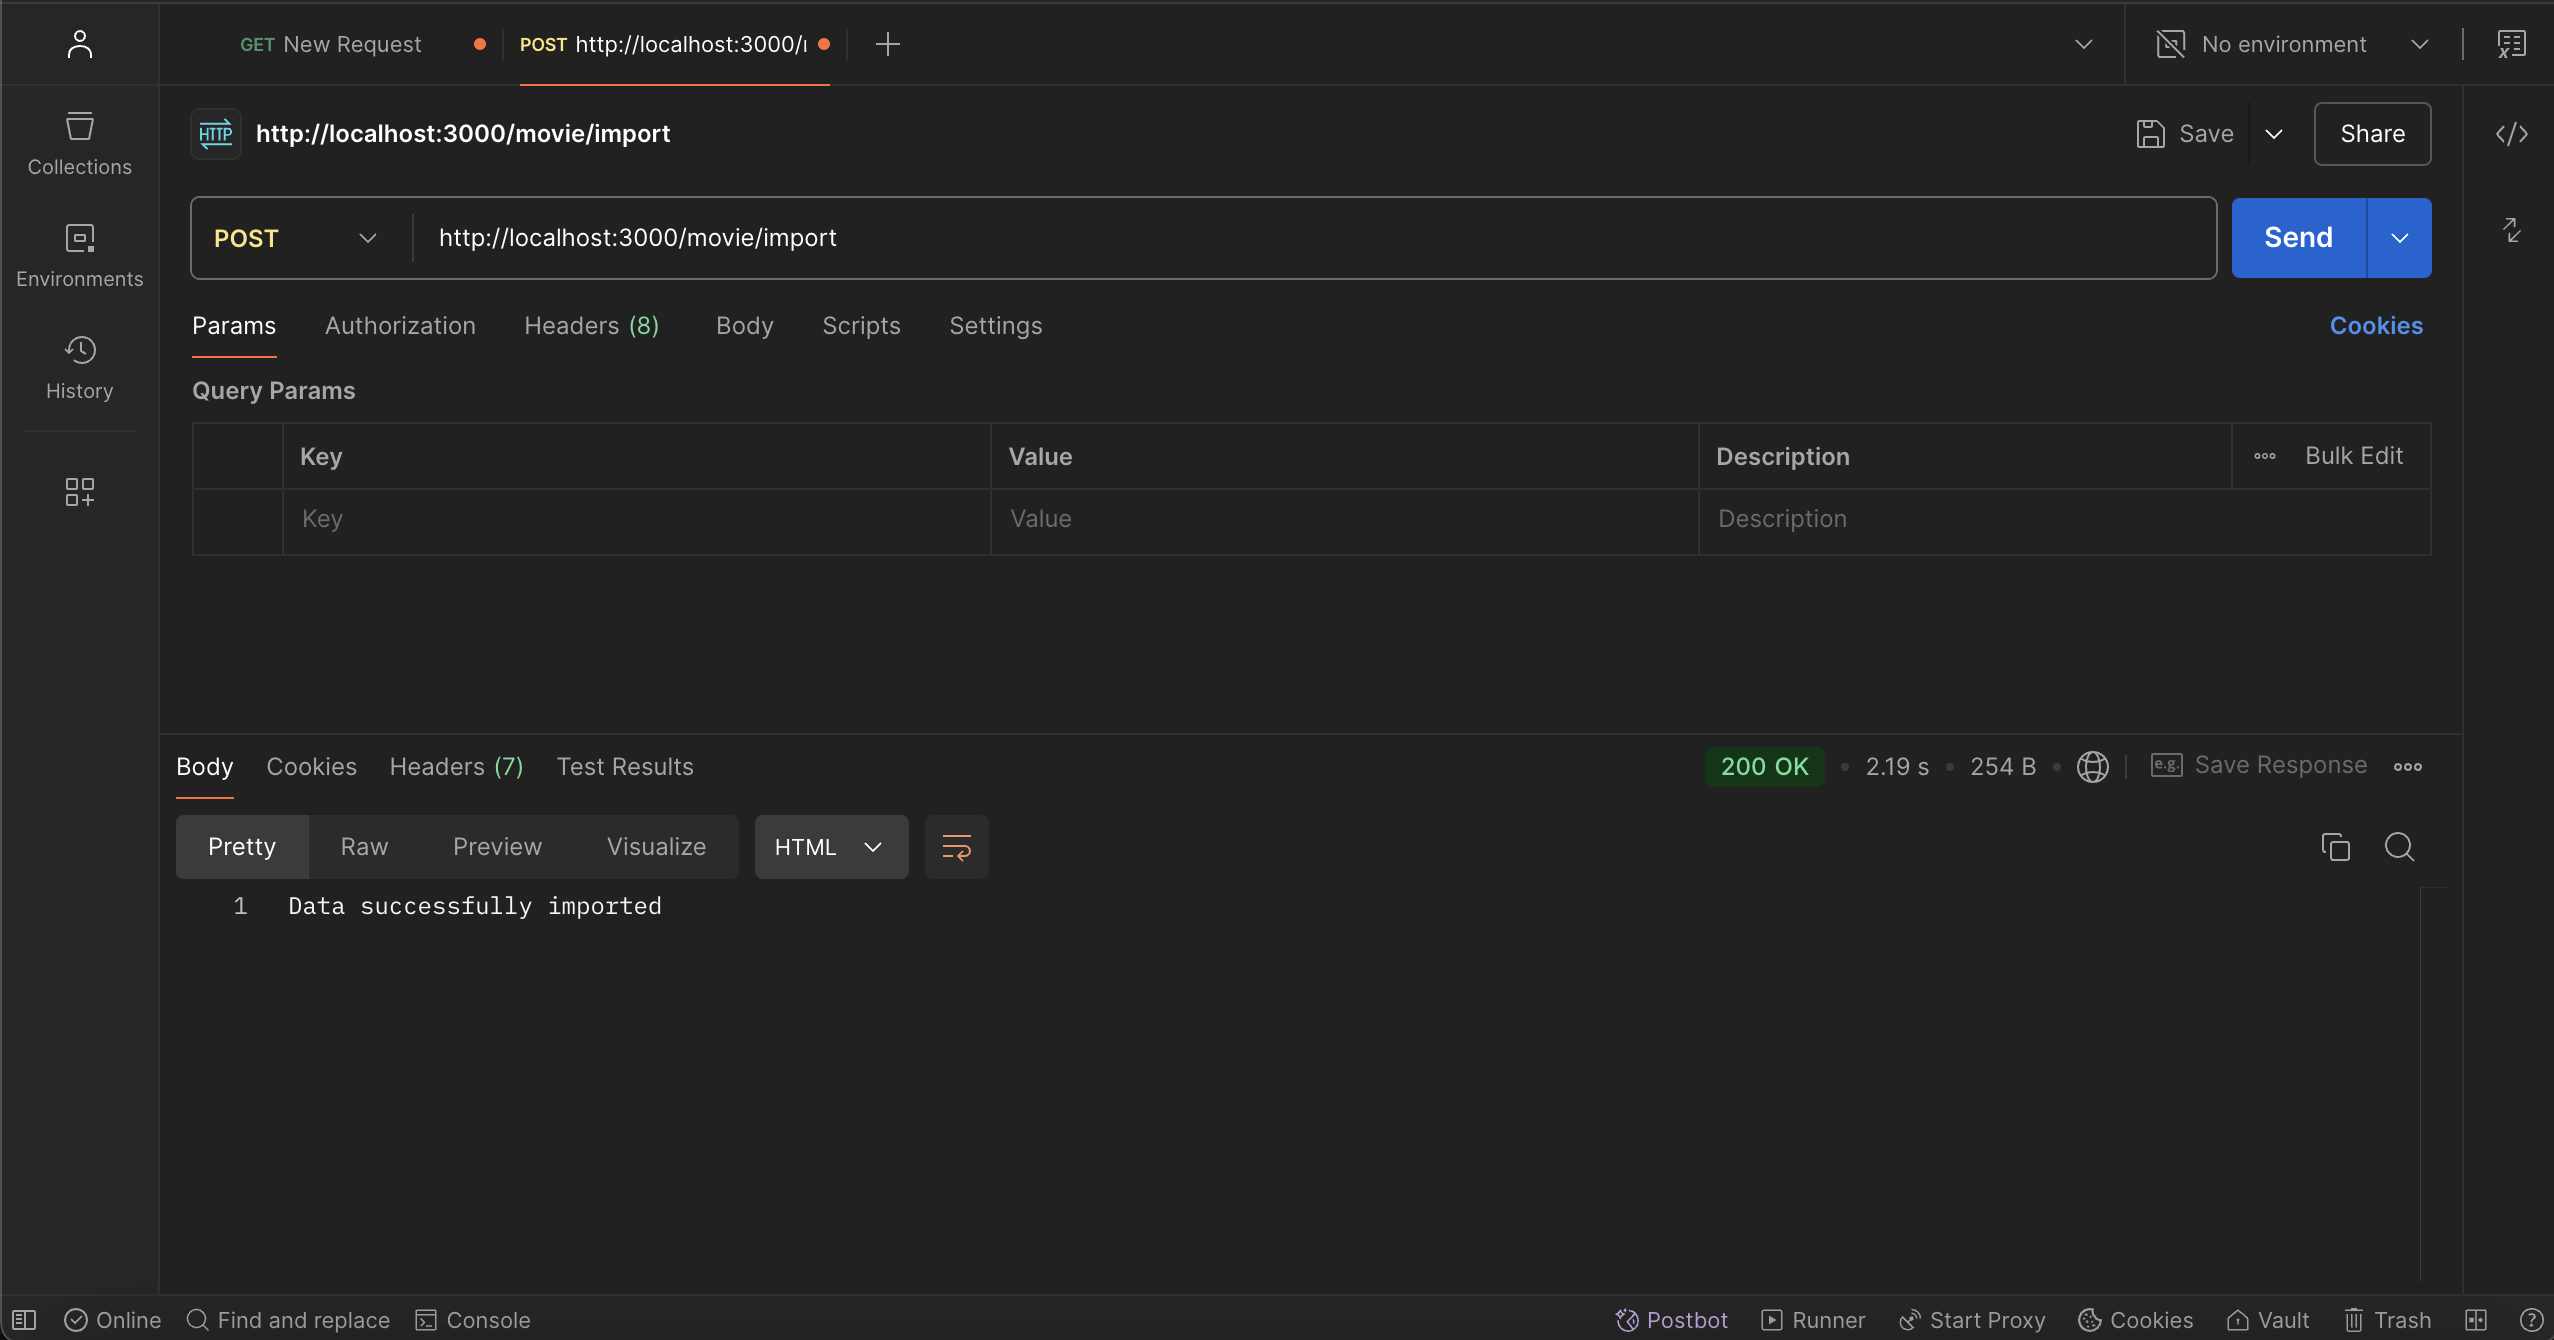 GET New Request
POST http://localhost:3000/
No environment
HTTP http://localhost:3000/movie/import
Save
Share
Collections
Environments
History
POST http://localhost:3000/movie/import
Send
Params Authorization Headers (8) Body Scripts Settings
Cookies
Query Params
Key Value Description Bulk Edit
Key Value Description
Body Cookies Headers (7) Test Results
200 OK • 2.19 s • 254 B •
e.g. Save Response
Pretty Raw Preview Visualize HTML
1 Data successfully imported
Online Find and replace Console
Postbot Runner Start Proxy Cookies Vault Trash